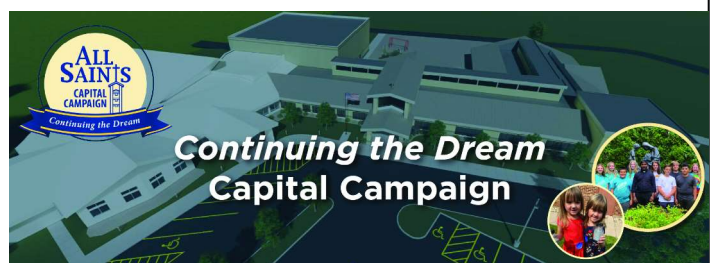 ALL
SAINTS
CAPITAL
CAMPAIGN
Continuing the Dream
Continuing the Dream
Capital Campaign